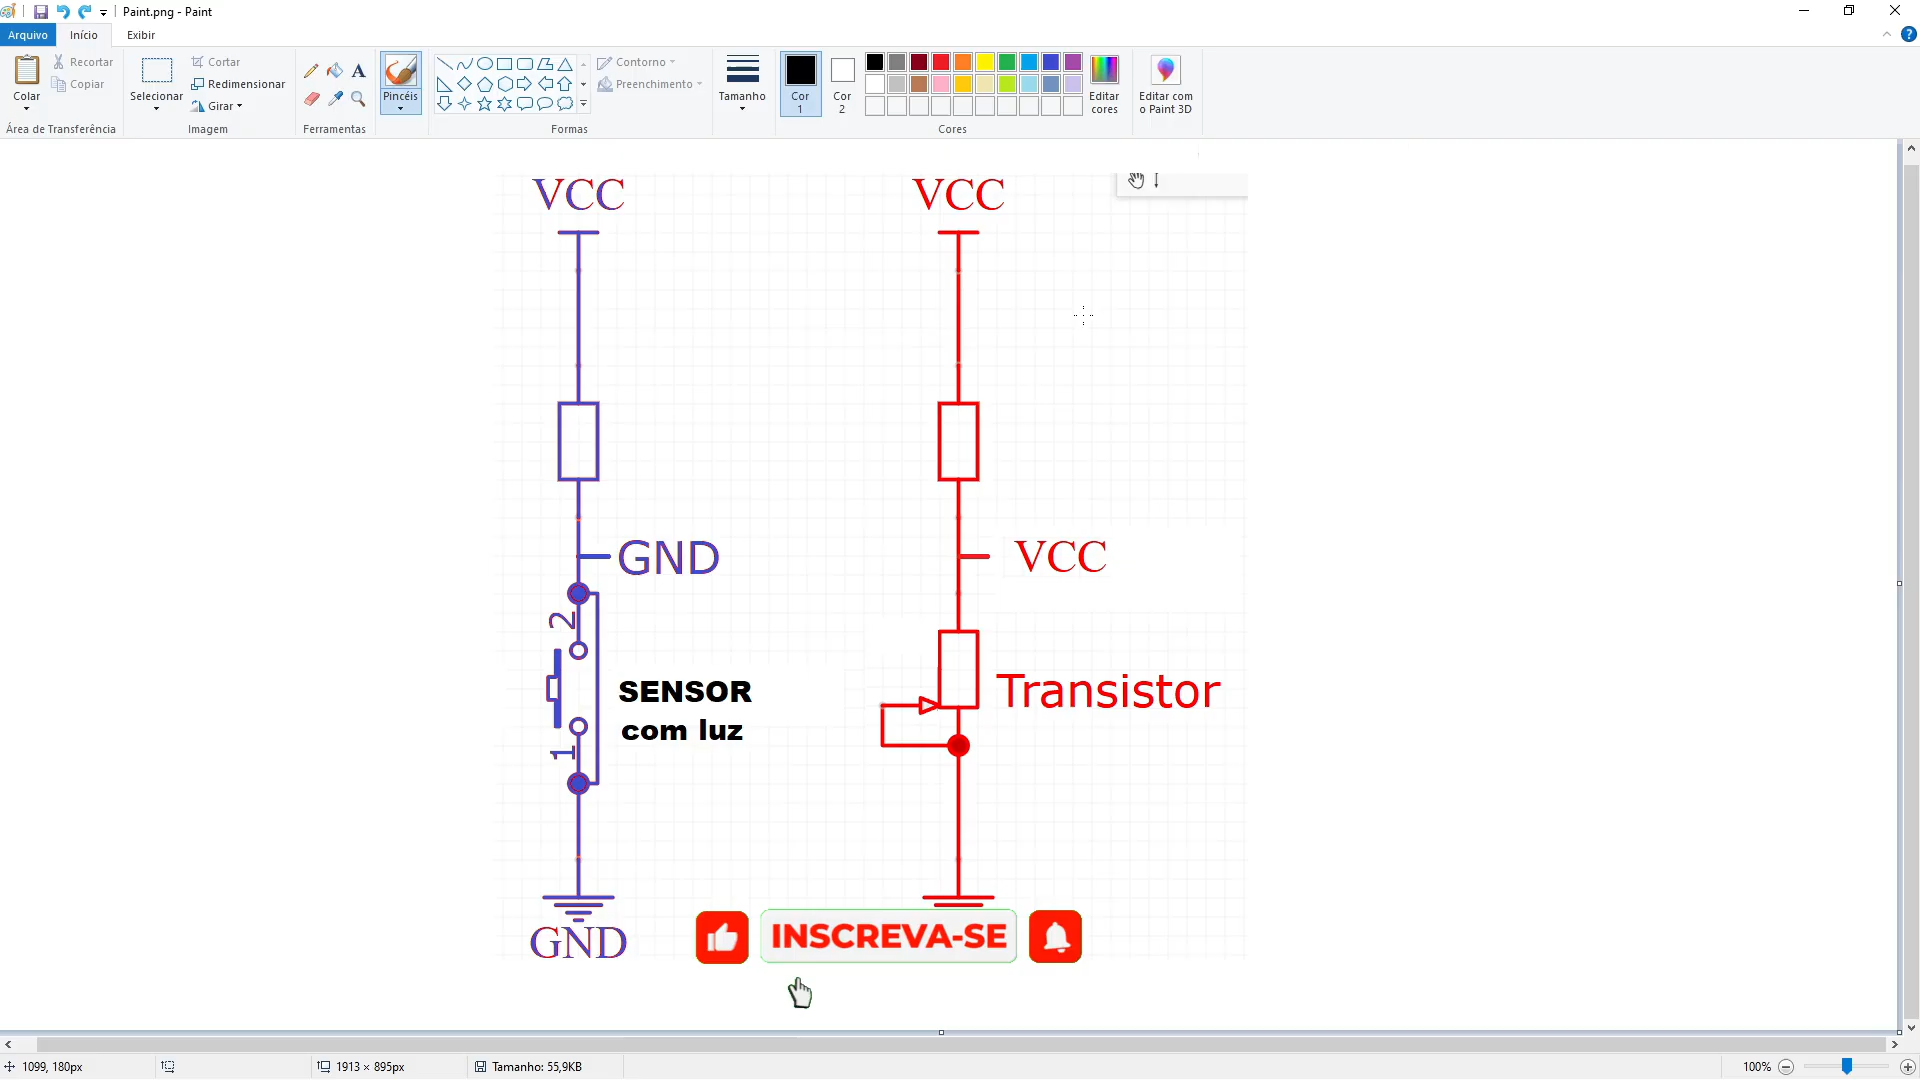 Paint.png - Paint
Arquivo Início Exibir
Colar
Recortar
Copiar
Área de Transferência
Selecionar
Cortar
Redimensionar
Girar
Imagem
A
Ferramentas
Pincéis
Contorno
Preenchimento
Formas
Tamanho
Cor
1
Cor
2
Editar
cores
Cores
Editar com
o Paint 3D
VCC VCC
GND VCC
2
1
SENSOR
com luz
Transistor
GND
INSCREVA-SE
1099, 180px
1913 × 895px
Tamanho: 55,9KB
100%